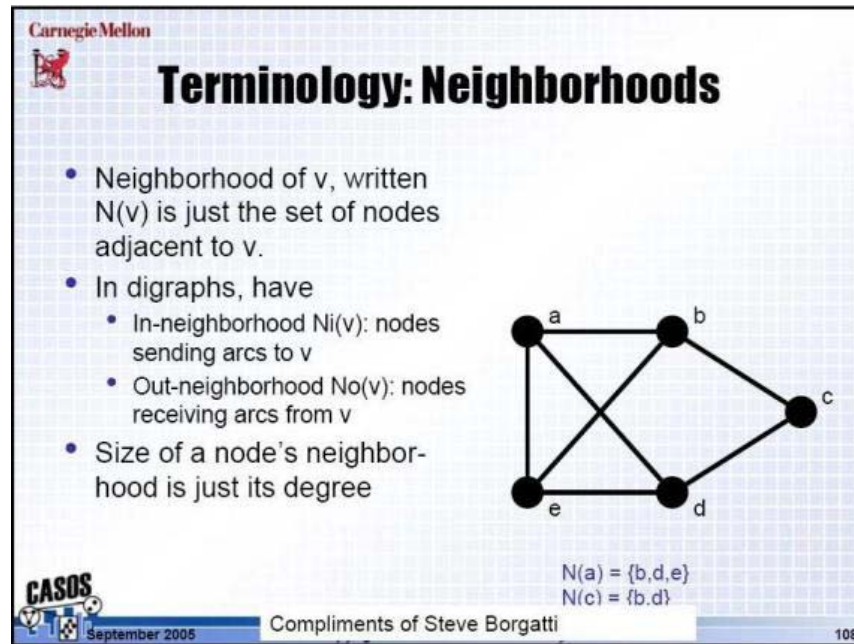 Carnegie Mellon
Terminology: Neighborhoods
• Neighborhood of v, written
N(v) is just the set of nodes
adjacent to v.
• In digraphs, have
• In-neighborhood Ni(v): nodes
sending arcs to v
• Out-neighborhood No(v): nodes
receiving arcs from v
• Size of a node's neighbor-
hood is just its degree
a
b
c
e
d
N(a) = {b,d,e}
N(c) = {b,d}
CASOS
September 2005
Compliments of Steve Borgatti